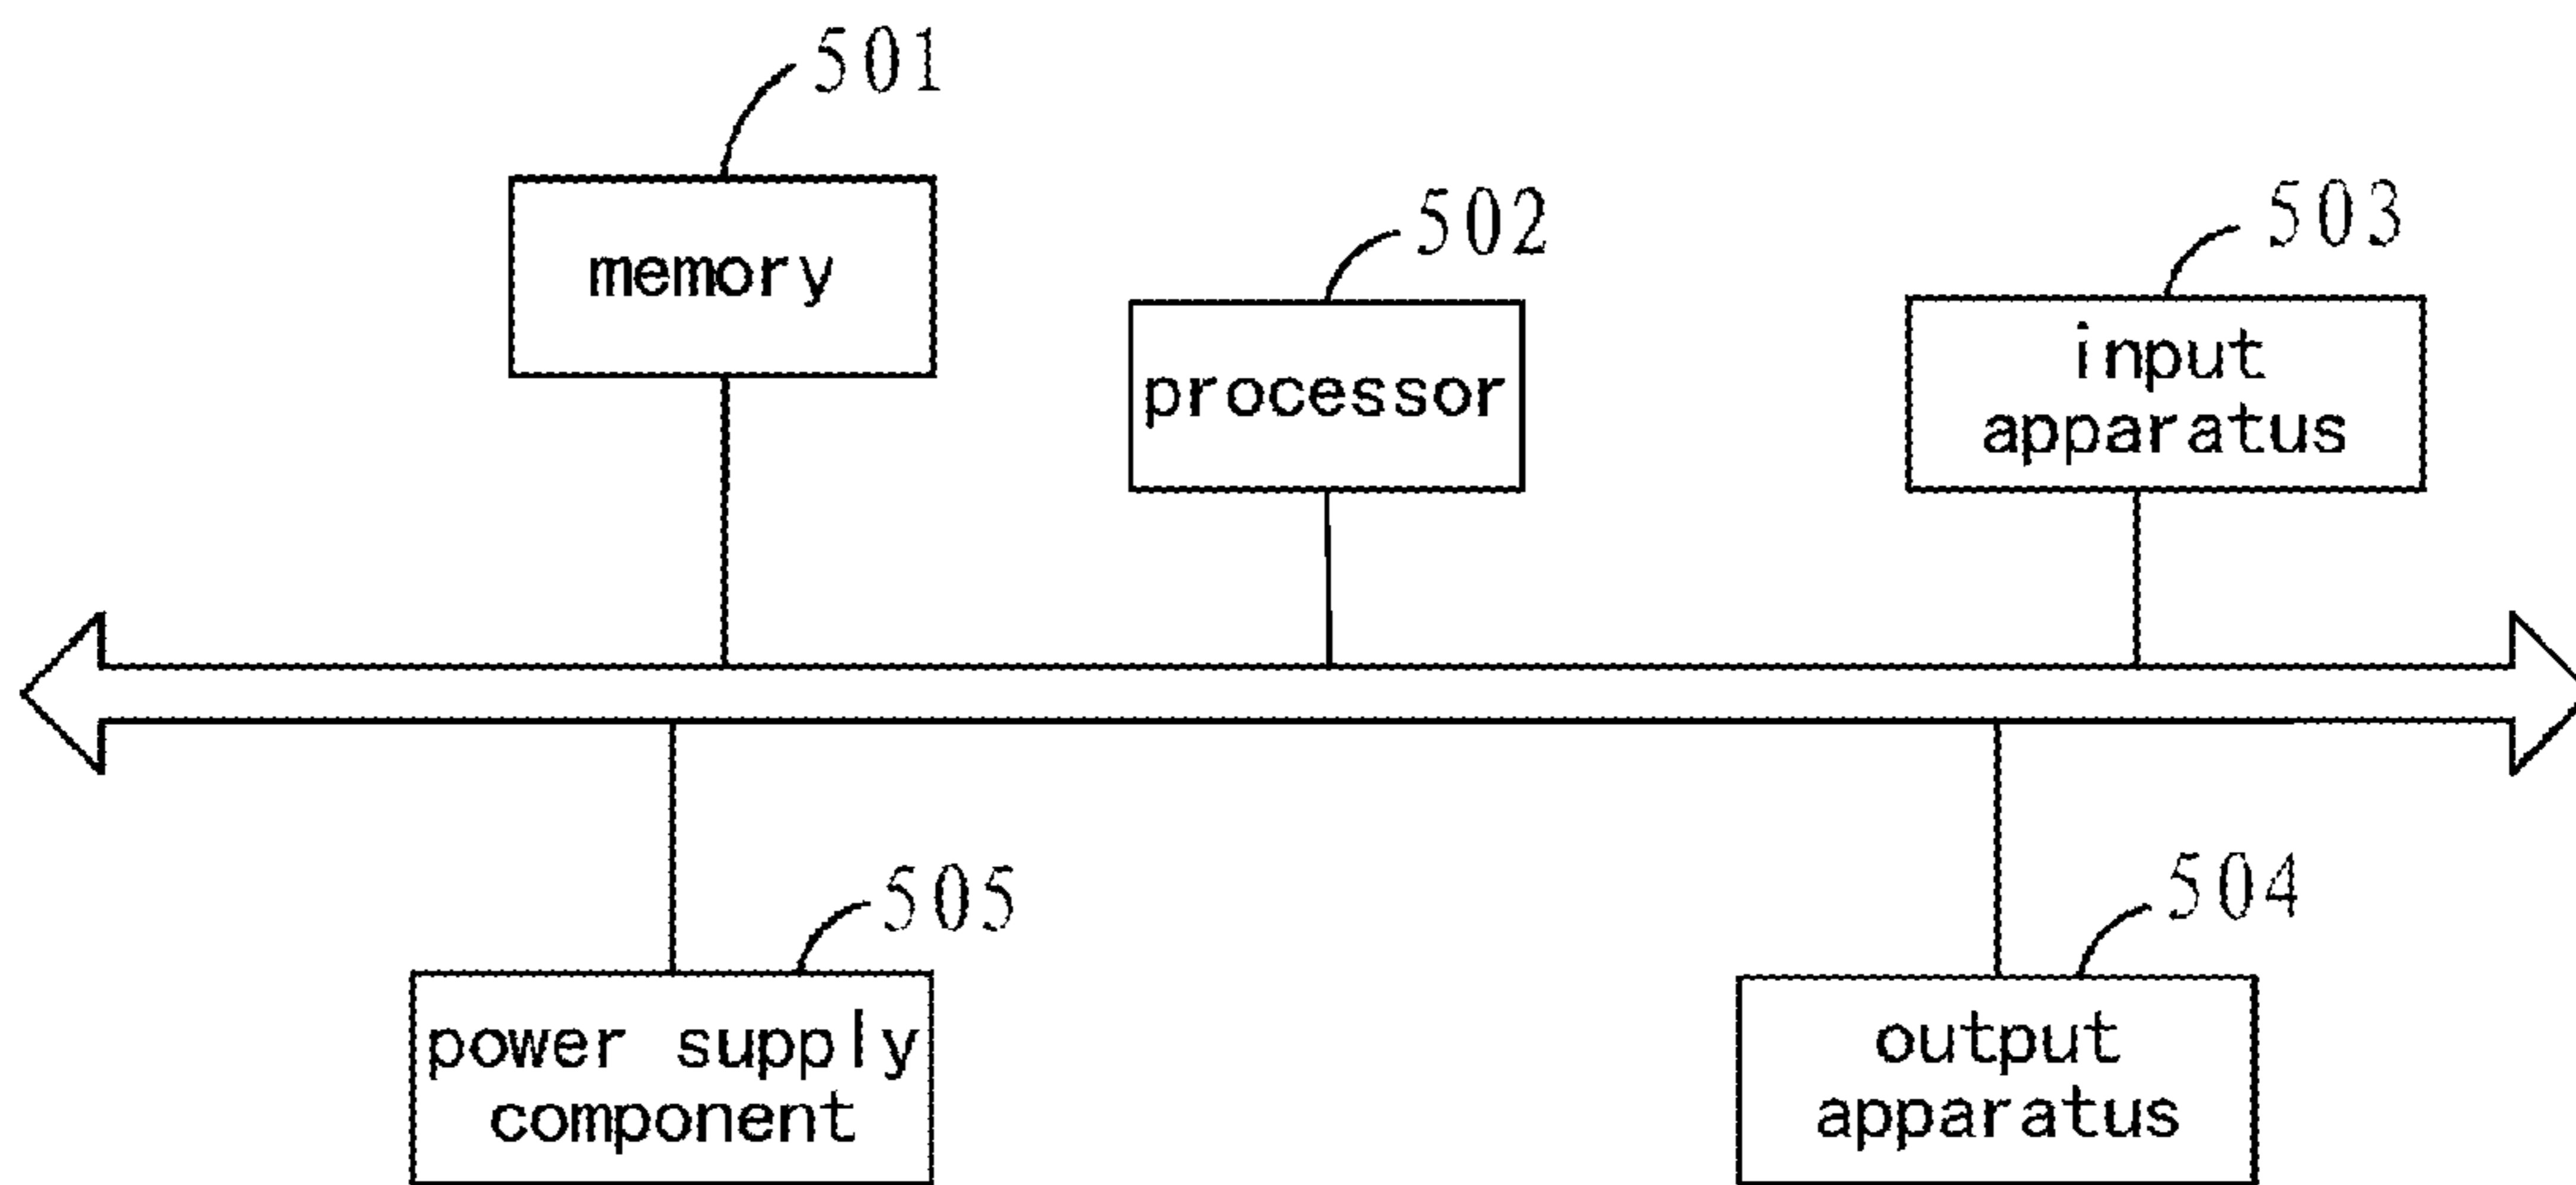 501
memory
502
processor
503
input
apparatus
505
power supply
component
504
output
apparatus